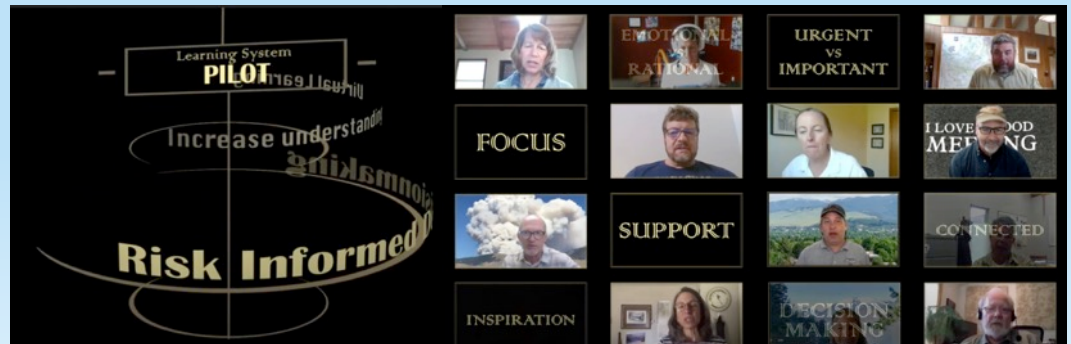 Learning System
PILOT
Virtual Learning
Increase understanding
Risk Informed
EMOTIONAL
RATIONAL
URGENT
VS
IMPORTANT
FOCUS
I LOVE
MEETING
SUPPORT
CONNECTED
INSPIRATION
DECISION
MAKING